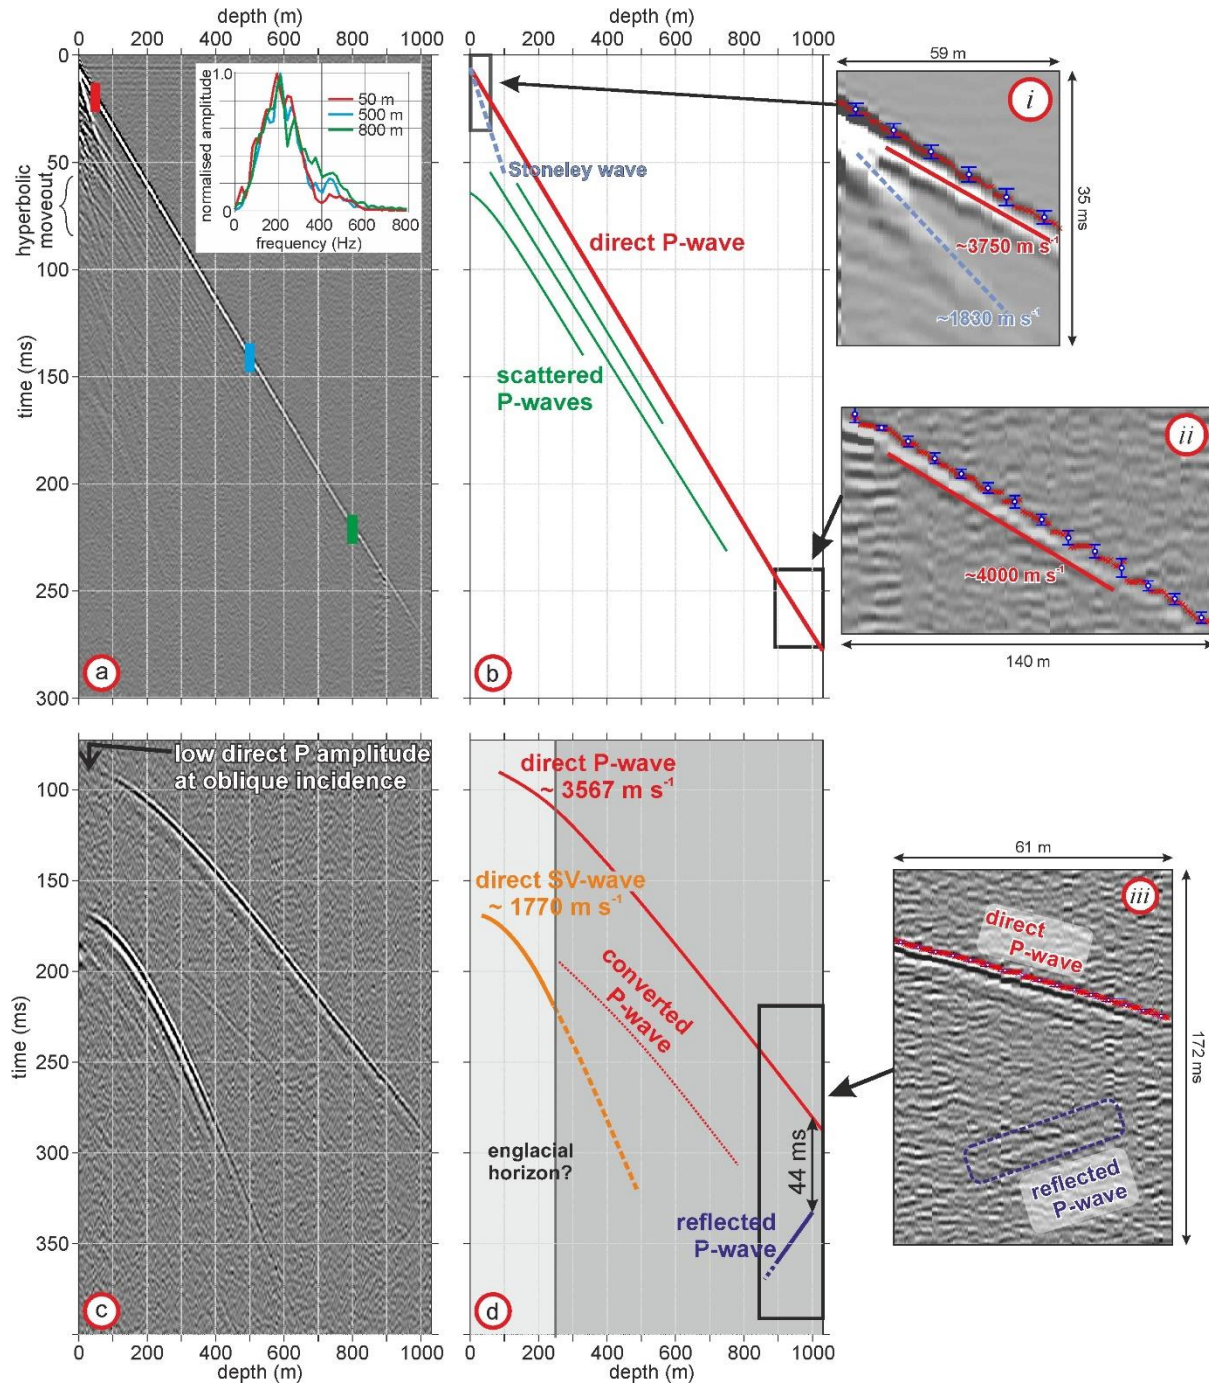 depth (m)
0 200 400 600 800 1000
depth (m)
0 200 400 600 800 1000
0
50
100
150
200
250
300
time (ms)
hyperbolic
moveout
normalised amplitude
1.0
0
50 m
500 m
800 m
0 200 400 600 800
frequency (Hz)
a
Stoneley wave
direct P-wave
scattered
P-waves
b
59 m
i
35 ms
~3750 m s⁻¹
~1830 m s⁻¹
ii
~4000 m s⁻¹
140 m
100
150
200
250
300
350
time (ms)
low direct P amplitude
at oblique incidence
c
0 200 400 600 800 1000
depth (m)
direct P-wave
~ 3567 m s⁻¹
direct SV-wave
~ 1770 m s⁻¹
converted
P-wave
englacial
horizon?
44 ms
reflected
P-wave
d
0 200 400 600 800 1000
depth (m)
61 m
iii
direct
P-wave
172 ms
reflected
P-wave